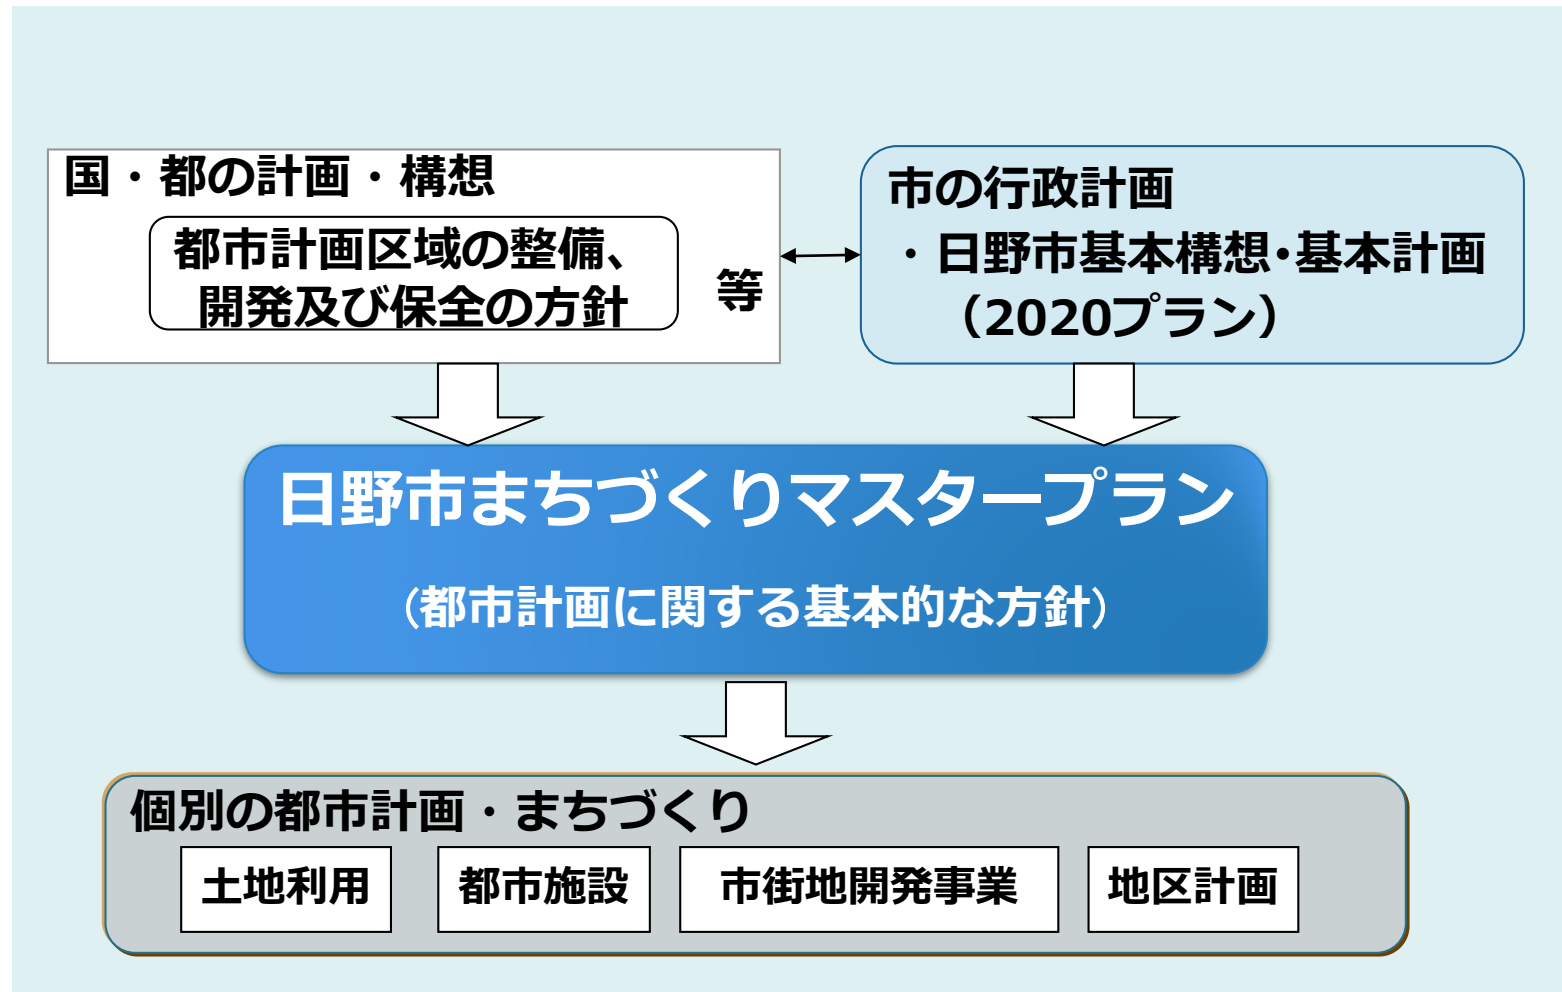 国・都の計画・構想
都市計画区域の整備、
開発及び保全の方針
等
市の行政計画
・日野市基本構想・基本計画
（2020プラン）
日野市まちづくりマスタープラン
（都市計画に関する基本的な方針）
個別の都市計画・まちづくり
土地利用
都市施設
市街地開発事業
地区計画